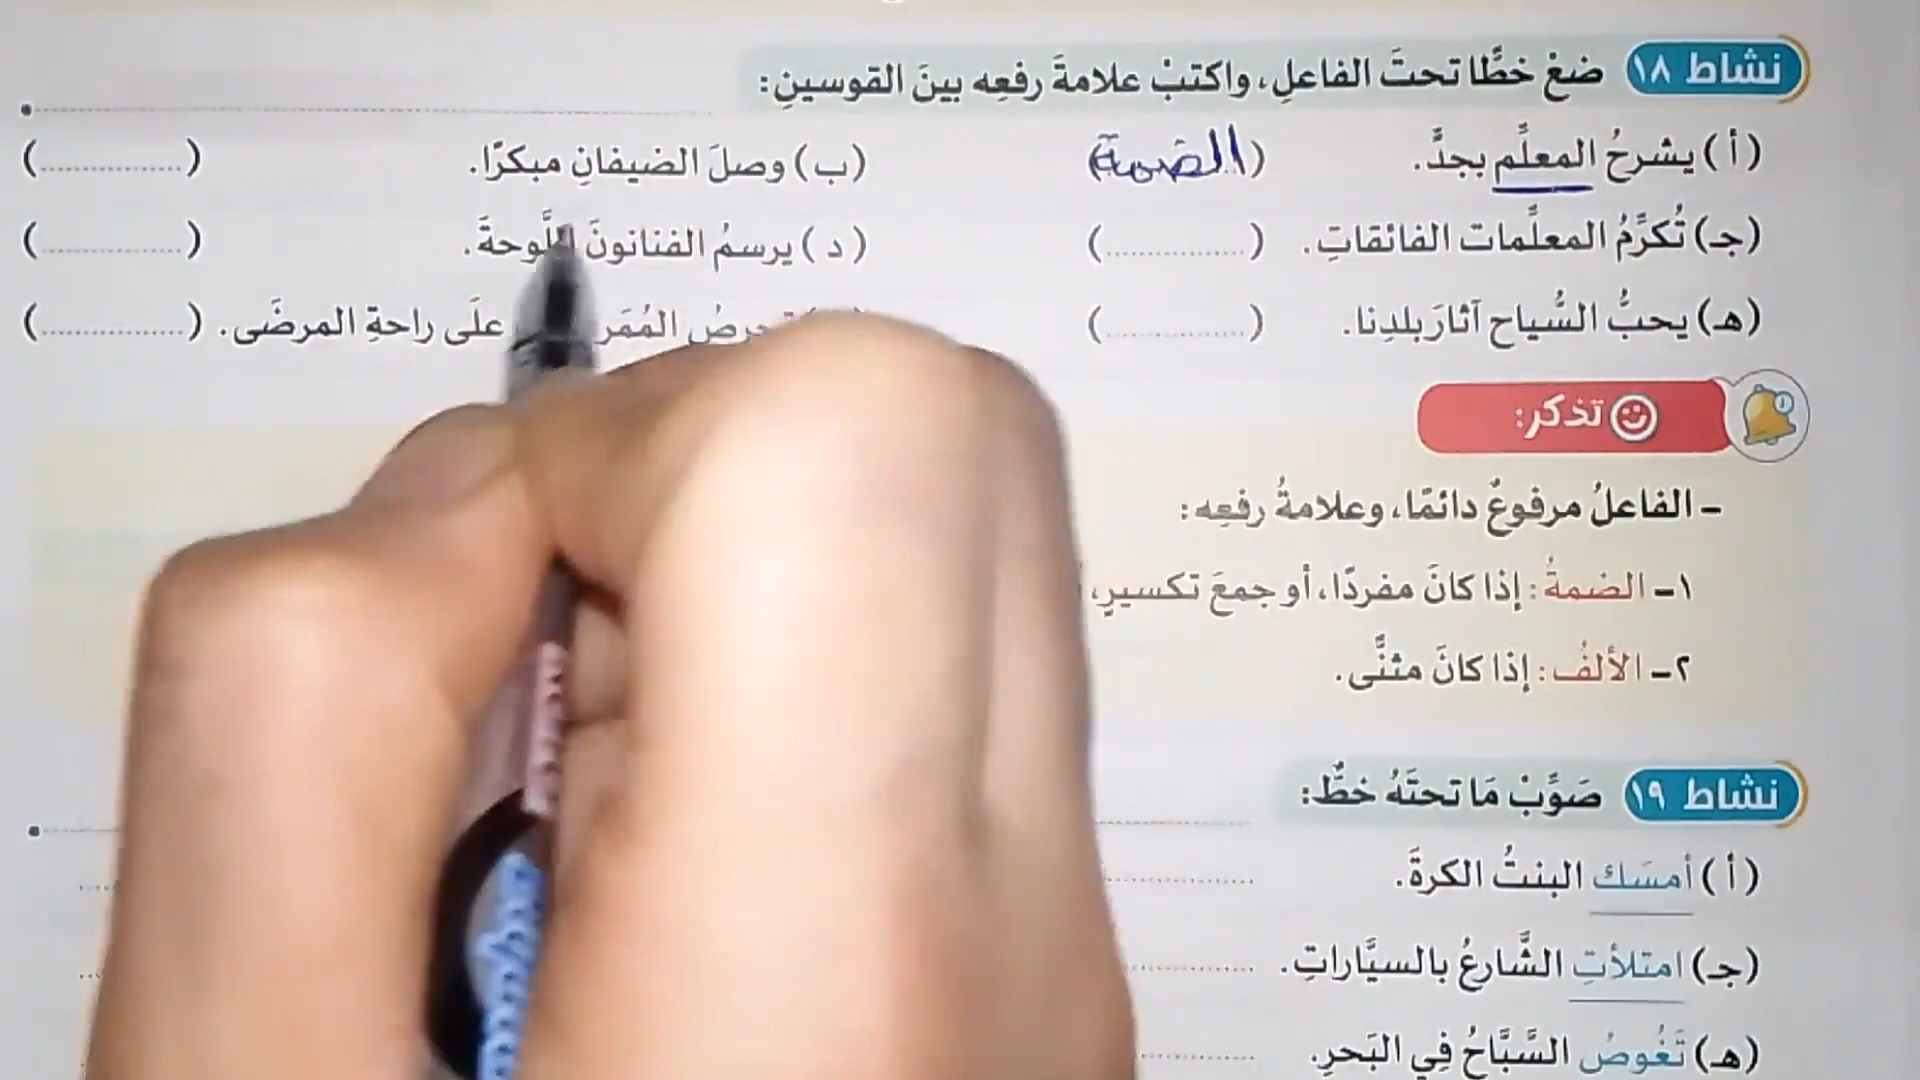 نشاط ١٨ ضعْ خطًّا تحتَ الفاعلِ، واكتبْ علامةَ رفعِه بينَ القوسينِ:
(أ) يشرحُ المعلِّم بجدٍّ. (الضمة) (ب) وصلَ الضيفانِ مبكرًا. (..............)
(جـ) تُكرِّمُ المعلِّمات الفائقاتِ. (..............) (د) يرسمُ الفنانونَ اللَّوحةَ. (..............)
(هـ) يحبُّ السُّياح آثارَ بلدِنا. (..............) على راحةِ المرضَى. (..............)
تذكر:
– الفاعلُ مرفوعٌ دائمًا، وعلامةُ رفعِه:
١– الضمةُ: إذا كانَ مفردًا، أو جمعَ تكسيرٍ،
٢– الألفُ: إذا كانَ مثنًّى.
نشاط ١٩ صَوِّبْ مَا تحتَهُ خطٌّ:
(أ) أمسَك البنتُ الكرةَ.
(جـ) امتلأتِ الشَّارعُ بالسيَّاراتِ.
(هـ) تَغُوصُ السَّبَّاحُ فِي البَحرِ.